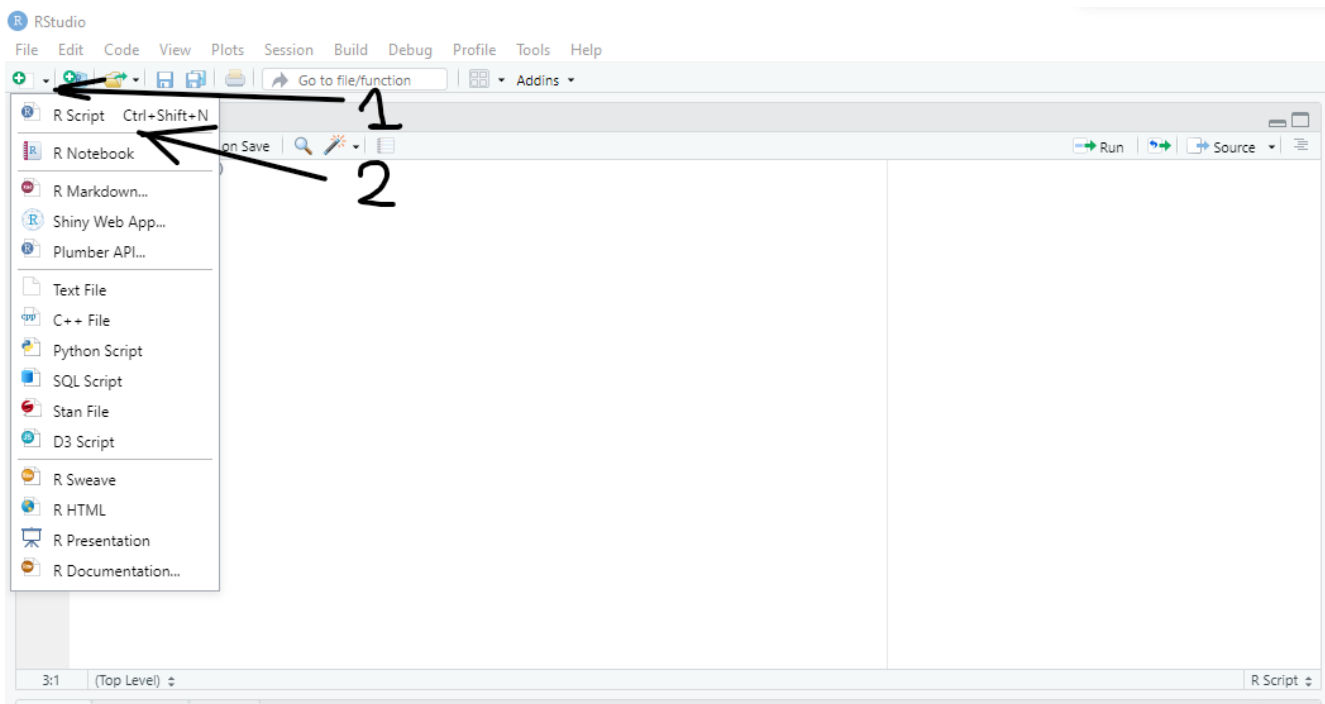 RStudio
File Edit Code View Plots Session Build Debug Profile Tools Help
Go to file/function Addins
1
R Script Ctrl+Shift+N
on Save Run Source
R Notebook
2
R Markdown...
Shiny Web App...
Plumber API...
Text File
C++ File
Python Script
SQL Script
Stan File
D3 Script
R Sweave
R HTML
R Presentation
R Documentation...
3:1 (Top Level) R Script